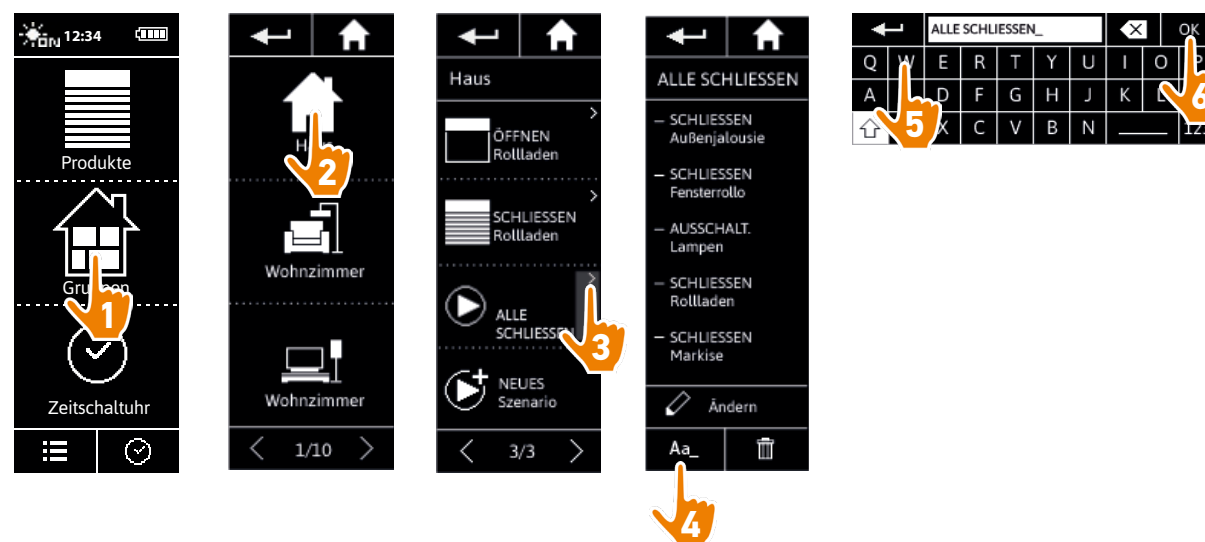 ON 12:34
Produkte
Gruppen
1
Zeitschaltuhr
Haus
2
Wohnzimmer
Wohnzimmer
1/10
Haus
ÖFFNEN
Rollladen
SCHLIESSEN
Rollladen
ALLE
SCHLIESSEN
3
NEUES
Szenario
3/3
ALLE SCHLIESSEN
– SCHLIESSEN
Außenjalousie
– SCHLIESSEN
Fensterrollo
– AUSSCHALT.
Lampen
– SCHLIESSEN
Rollladen
– SCHLIESSEN
Markise
Ändern
Aa_
4
ALLE SCHLIESSEN_ OK
Q W E R T Y U I O P
A D F G H J K L
X C V B N
5
6